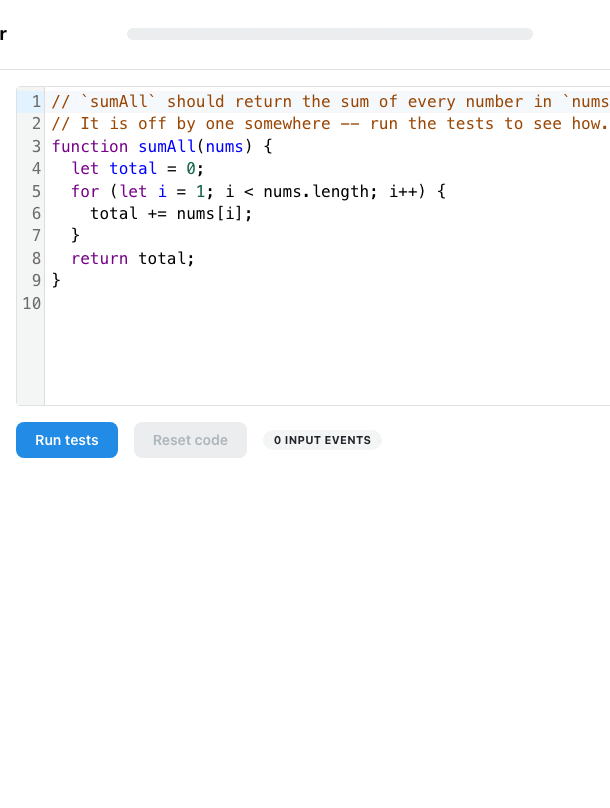 r
1 // `sumAll` should return the sum of every number in `nums
2 // It is off by one somewhere -- run the tests to see how.
3 function sumAll(nums) {
4   let total = 0;
5   for (let i = 1; i < nums.length; i++) {
6     total += nums[i];
7   }
8   return total;
9 }
10
Run tests Reset code 0 INPUT EVENTS